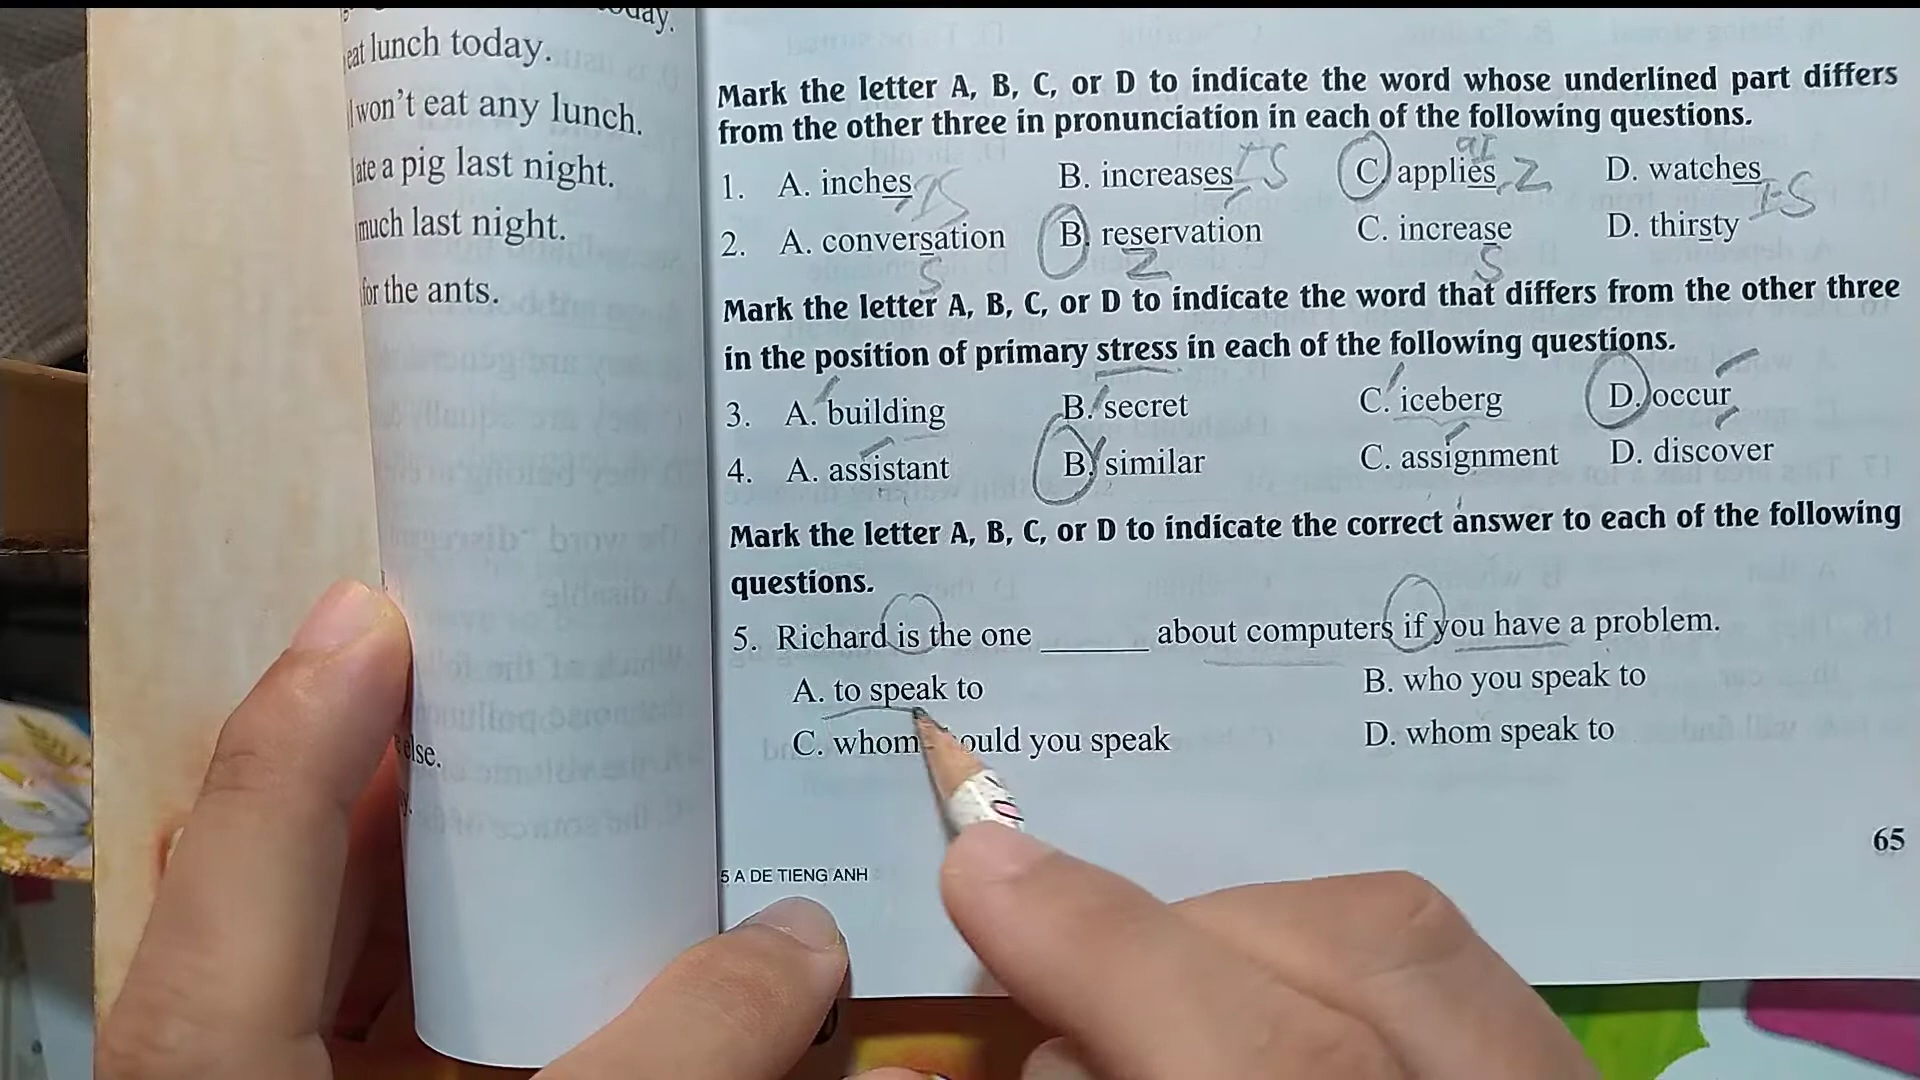 today.
eat lunch today.
won't eat any lunch.
ate a pig last night.
much last night.
for the ants.
else.
Mark the letter A, B, C, or D to indicate the word whose underlined part differs
from the other three in pronunciation in each of the following questions.
1. A. inches B. increases C. applies D. watches
IS IS aI Z IS
2. A. conversation B. reservation C. increase D. thirsty
S Z S
Mark the letter A, B, C, or D to indicate the word that differs from the other three
in the position of primary stress in each of the following questions.
3. A. building B. secret C. iceberg D. occur
4. A. assistant B. similar C. assignment D. discover
Mark the letter A, B, C, or D to indicate the correct answer to each of the following
questions.
5. Richard is the one ______ about computers if you have a problem.
A. to speak to B. who you speak to
C. whom ould you speak D. whom speak to
65
5 A DE TIENG ANH